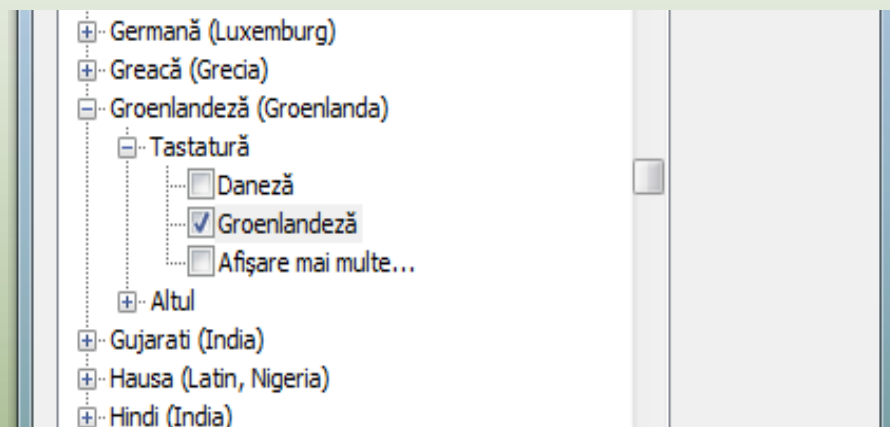 Germană (Luxemburg)
Greacă (Grecia)
Groenlandeză (Groenlanda)
Tastatură
Daneză
Groenlandeză
Afişare mai multe...
Altul
Gujarati (India)
Hausa (Latin, Nigeria)
Hindi (India)